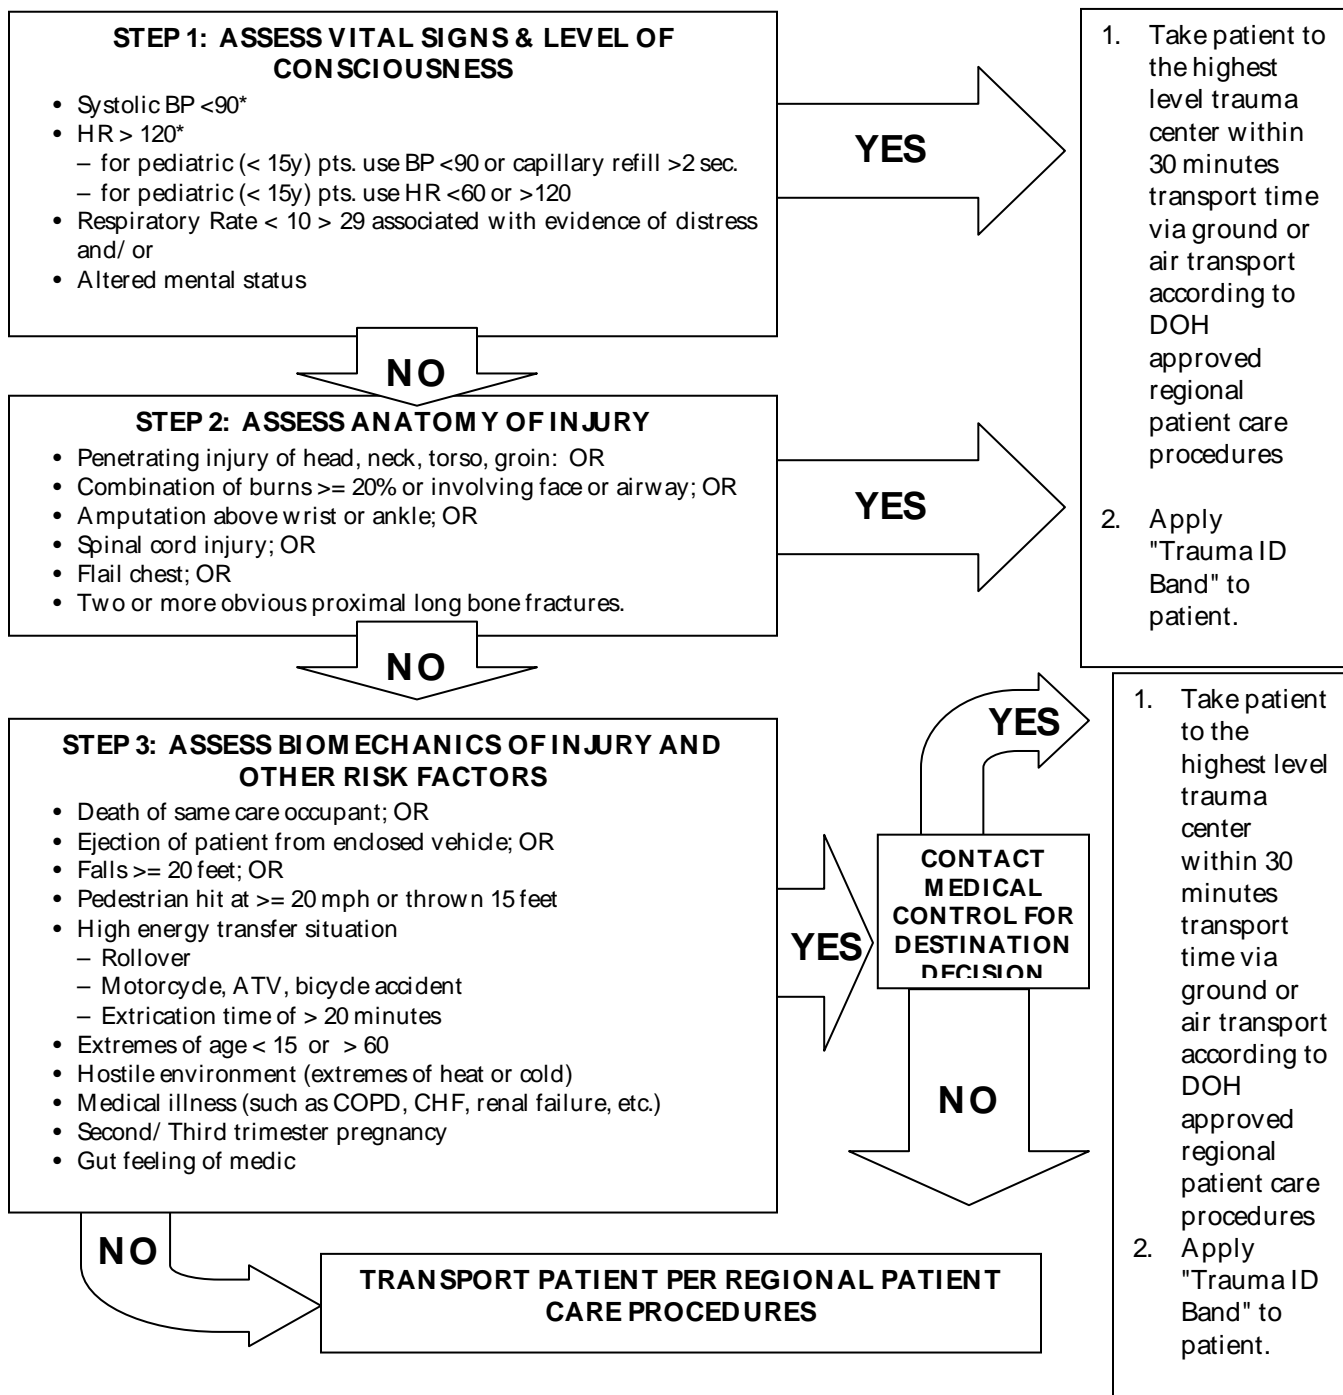 STEP 1: ASSESS VITAL SIGNS & LEVEL OF
CONSCIOUSNESS
• Systolic BP <90*
• HR > 120*
– for pediatric (< 15y) pts. use BP <90 or capillary refill >2 sec.
– for pediatric (< 15y) pts. use HR <60 or >120
• Respiratory Rate < 10 > 29 associated with evidence of distress
and/ or
• Altered mental status
YES
1. Take patient to
the highest
level trauma
center within
30 minutes
transport time
via ground or
air transport
according to
DOH
approved
regional
patient care
procedures
2. Apply
"Trauma ID
Band" to
patient.
NO
STEP 2: ASSESS ANATOMY OF INJURY
• Penetrating injury of head, neck, torso, groin: OR
• Combination of burns >= 20% or involving face or airway; OR
• Amputation above wrist or ankle; OR
• Spinal cord injury; OR
• Flail chest; OR
• Two or more obvious proximal long bone fractures.
YES
NO
STEP 3: ASSESS BIOMECHANICS OF INJURY AND
OTHER RISK FACTORS
• Death of same care occupant; OR
• Ejection of patient from enclosed vehicle; OR
• Falls >= 20 feet; OR
• Pedestrian hit at >= 20 mph or thrown 15 feet
• High energy transfer situation
– Rollover
– Motorcycle, ATV, bicycle accident
– Extrication time of > 20 minutes
• Extremes of age < 15 or > 60
• Hostile environment (extremes of heat or cold)
• Medical illness (such as COPD, CHF, renal failure, etc.)
• Second/ Third trimester pregnancy
• Gut feeling of medic
YES
CONTACT
MEDICAL
CONTROL FOR
DESTINATION
DECISION
YES
1. Take patient
to the
highest level
trauma
center
within 30
minutes
transport
time via
ground or
air transport
according to
DOH
approved
regional
patient care
procedures
2. Apply
"Trauma ID
Band" to
patient.
NO
NO
TRANSPORT PATIENT PER REGIONAL PATIENT
CARE PROCEDURES